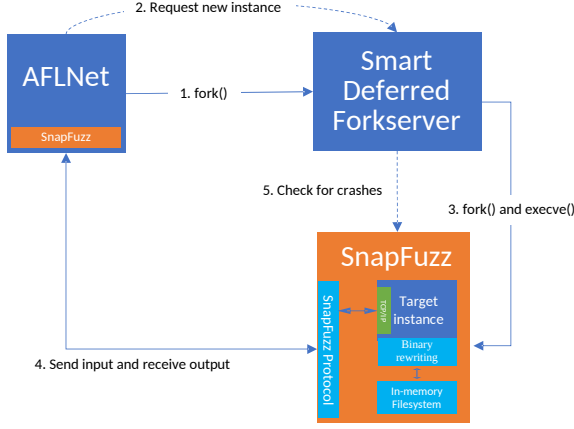 2. Request new instance
AFLNet
SnapFuzz
1. fork()
Smart
Deferred
Forkserver
5. Check for crashes
3. fork() and execve()
SnapFuzz
SnapFuzz Protocol
TCP/IP
Target
instance
Binary
rewriting
In-memory
Filesystem
4. Send input and receive output